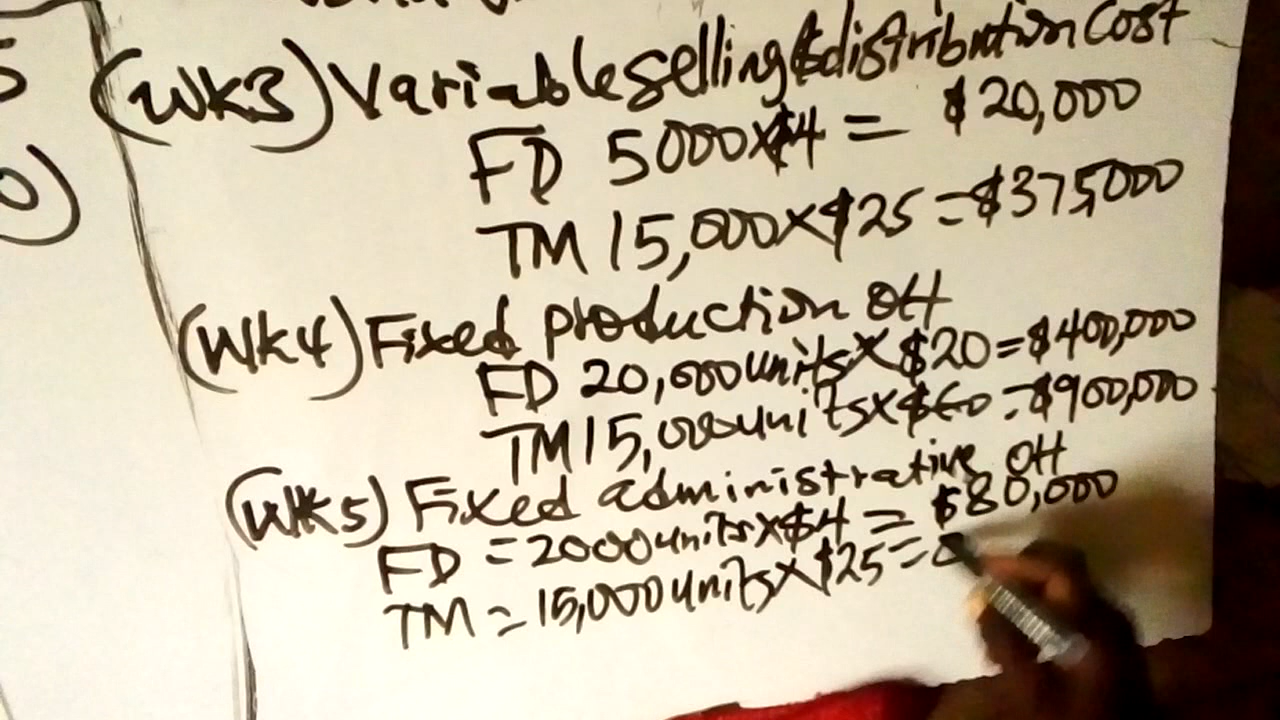 (Wk3) Variable selling & distribution cost
FD 5000x$4 = $20,000
TM 15,000x$25 = $375,000
(Wk4) Fixed production OH
FD 20,000 units x $20 = $400,000
TM 15,000 units x $60 = $900,000
(Wk5) Fixed administrative OH
FD = 2000 units x $4 = $80,000
TM = 15,000 units x $25 =